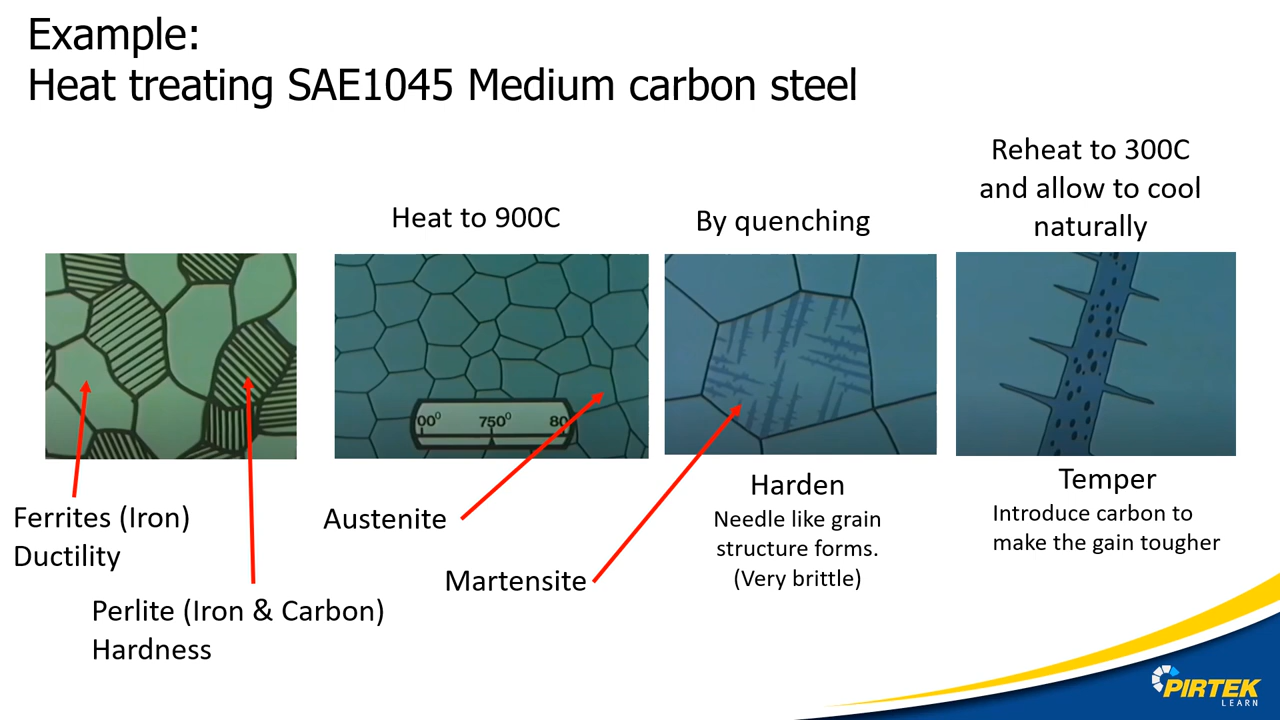 Example:
Heat treating SAE1045 Medium carbon steel
Heat to 900C
By quenching
Reheat to 300C
and allow to cool
naturally
00⁰ 750⁰ 80
Ferrites (Iron)
Ductility
Perlite (Iron & Carbon)
Hardness
Austenite
Martensite
Harden
Needle like grain
structure forms.
(Very brittle)
Temper
Introduce carbon to
make the gain tougher
PIRTEK
LEARN